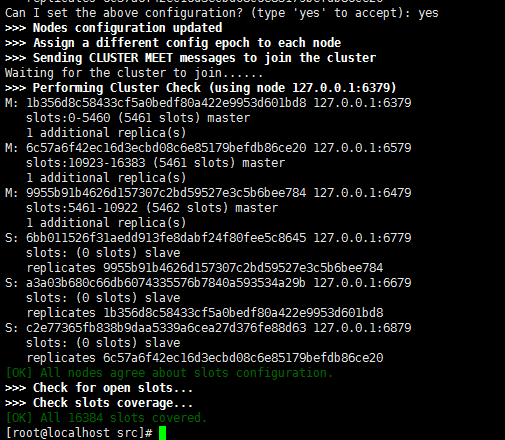 replicates 6c57a6f42ec16d3ecbd08c6e85179befdb86ce20
Can I set the above configuration? (type 'yes' to accept): yes
>>> Nodes configuration updated
>>> Assign a different config epoch to each node
>>> Sending CLUSTER MEET messages to join the cluster
Waiting for the cluster to join......
>>> Performing Cluster Check (using node 127.0.0.1:6379)
M: 1b356d8c58433cf5a0bedf80a422e9953d601bd8 127.0.0.1:6379
slots:0-5460 (5461 slots) master
1 additional replica(s)
M: 6c57a6f42ec16d3ecbd08c6e85179befdb86ce20 127.0.0.1:6579
slots:10923-16383 (5461 slots) master
1 additional replica(s)
M: 9955b91b4626d157307c2bd59527e3c5b6bee784 127.0.0.1:6479
slots:5461-10922 (5462 slots) master
1 additional replica(s)
S: 6bb011526f31aedd913fe8dabf24f80fee5c8645 127.0.0.1:6779
slots: (0 slots) slave
replicates 9955b91b4626d157307c2bd59527e3c5b6bee784
S: a3a03b680c66db6074335576b7840a593534a29b 127.0.0.1:6679
slots: (0 slots) slave
replicates 1b356d8c58433cf5a0bedf80a422e9953d601bd8
S: c2e77365fb838b9daa5339a6cea27d376fe88d63 127.0.0.1:6879
slots: (0 slots) slave
replicates 6c57a6f42ec16d3ecbd08c6e85179befdb86ce20
[OK] All nodes agree about slots configuration.
>>> Check for open slots...
>>> Check slots coverage...
[OK] All 16384 slots covered.
[root@localhost src]#